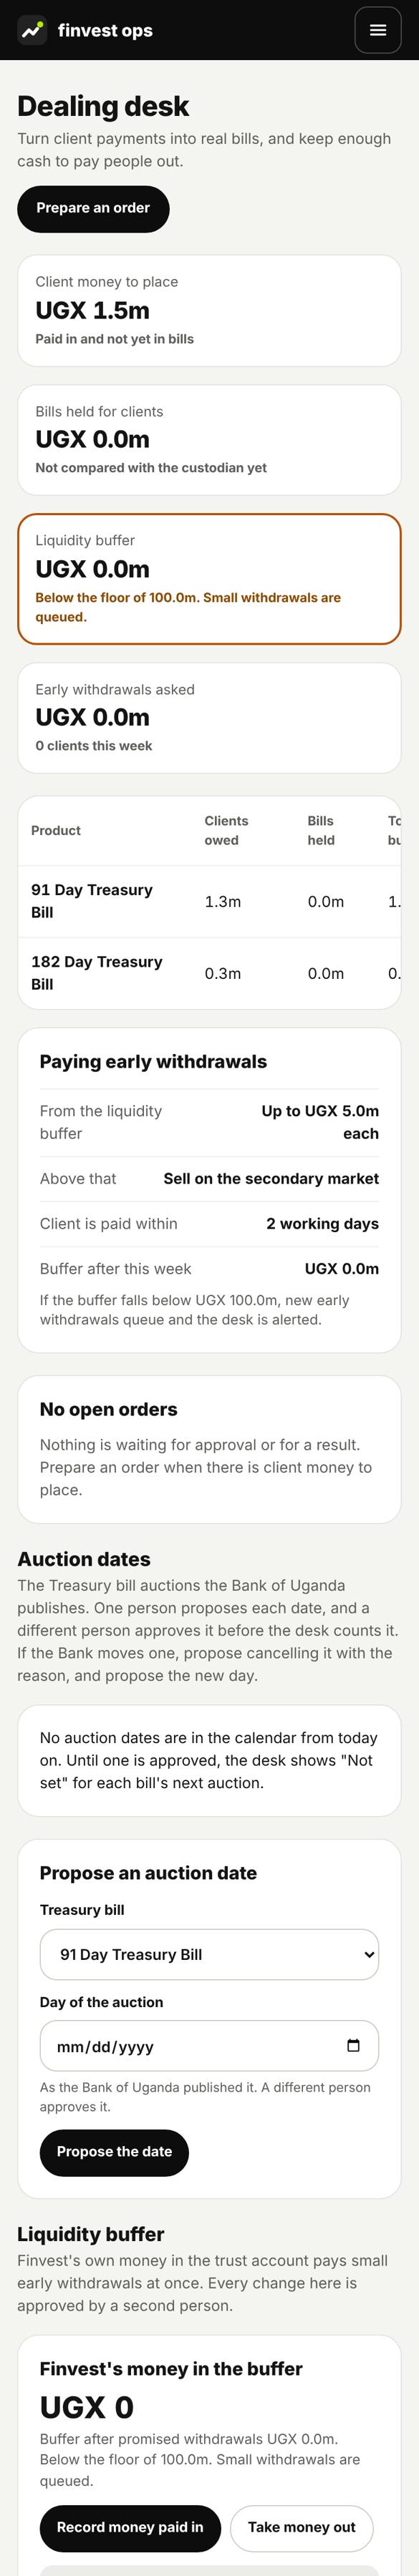 finvest ops
Dealing desk
Turn client payments into real bills, and keep enough
cash to pay people out.
Prepare an order
Client money to place
UGX 1.5m
Paid in and not yet in bills
Bills held for clients
UGX 0.0m
Not compared with the custodian yet
Liquidity buffer
UGX 0.0m
Below the floor of 100.0m. Small withdrawals are
queued.
Early withdrawals asked
UGX 0.0m
0 clients this week
Product Clients owed Bills held
91 Day Treasury Bill 1.3m 0.0m 1.
182 Day Treasury Bill 0.3m 0.0m 0.
Paying early withdrawals
From the liquidity buffer Up to UGX 5.0m each
Above that Sell on the secondary market
Client is paid within 2 working days
Buffer after this week UGX 0.0m
If the buffer falls below UGX 100.0m, new early
withdrawals queue and the desk is alerted.
No open orders
Nothing is waiting for approval or for a result.
Prepare an order when there is client money to
place.
Auction dates
The Treasury bill auctions the Bank of Uganda
publishes. One person proposes each date, and a
different person approves it before the desk counts it.
If the Bank moves one, propose cancelling it with the
reason, and propose the new day.
No auction dates are in the calendar from today
on. Until one is approved, the desk shows "Not
set" for each bill's next auction.
Propose an auction date
Treasury bill
91 Day Treasury Bill
Day of the auction
mm/dd/yyyy
As the Bank of Uganda published it. A different person
approves it.
Propose the date
Liquidity buffer
Finvest's own money in the trust account pays small
early withdrawals at once. Every change here is
approved by a second person.
Finvest's money in the buffer
UGX 0
Buffer after promised withdrawals UGX 0.0m.
Below the floor of 100.0m. Small withdrawals are
queued.
Record money paid in
Take money out